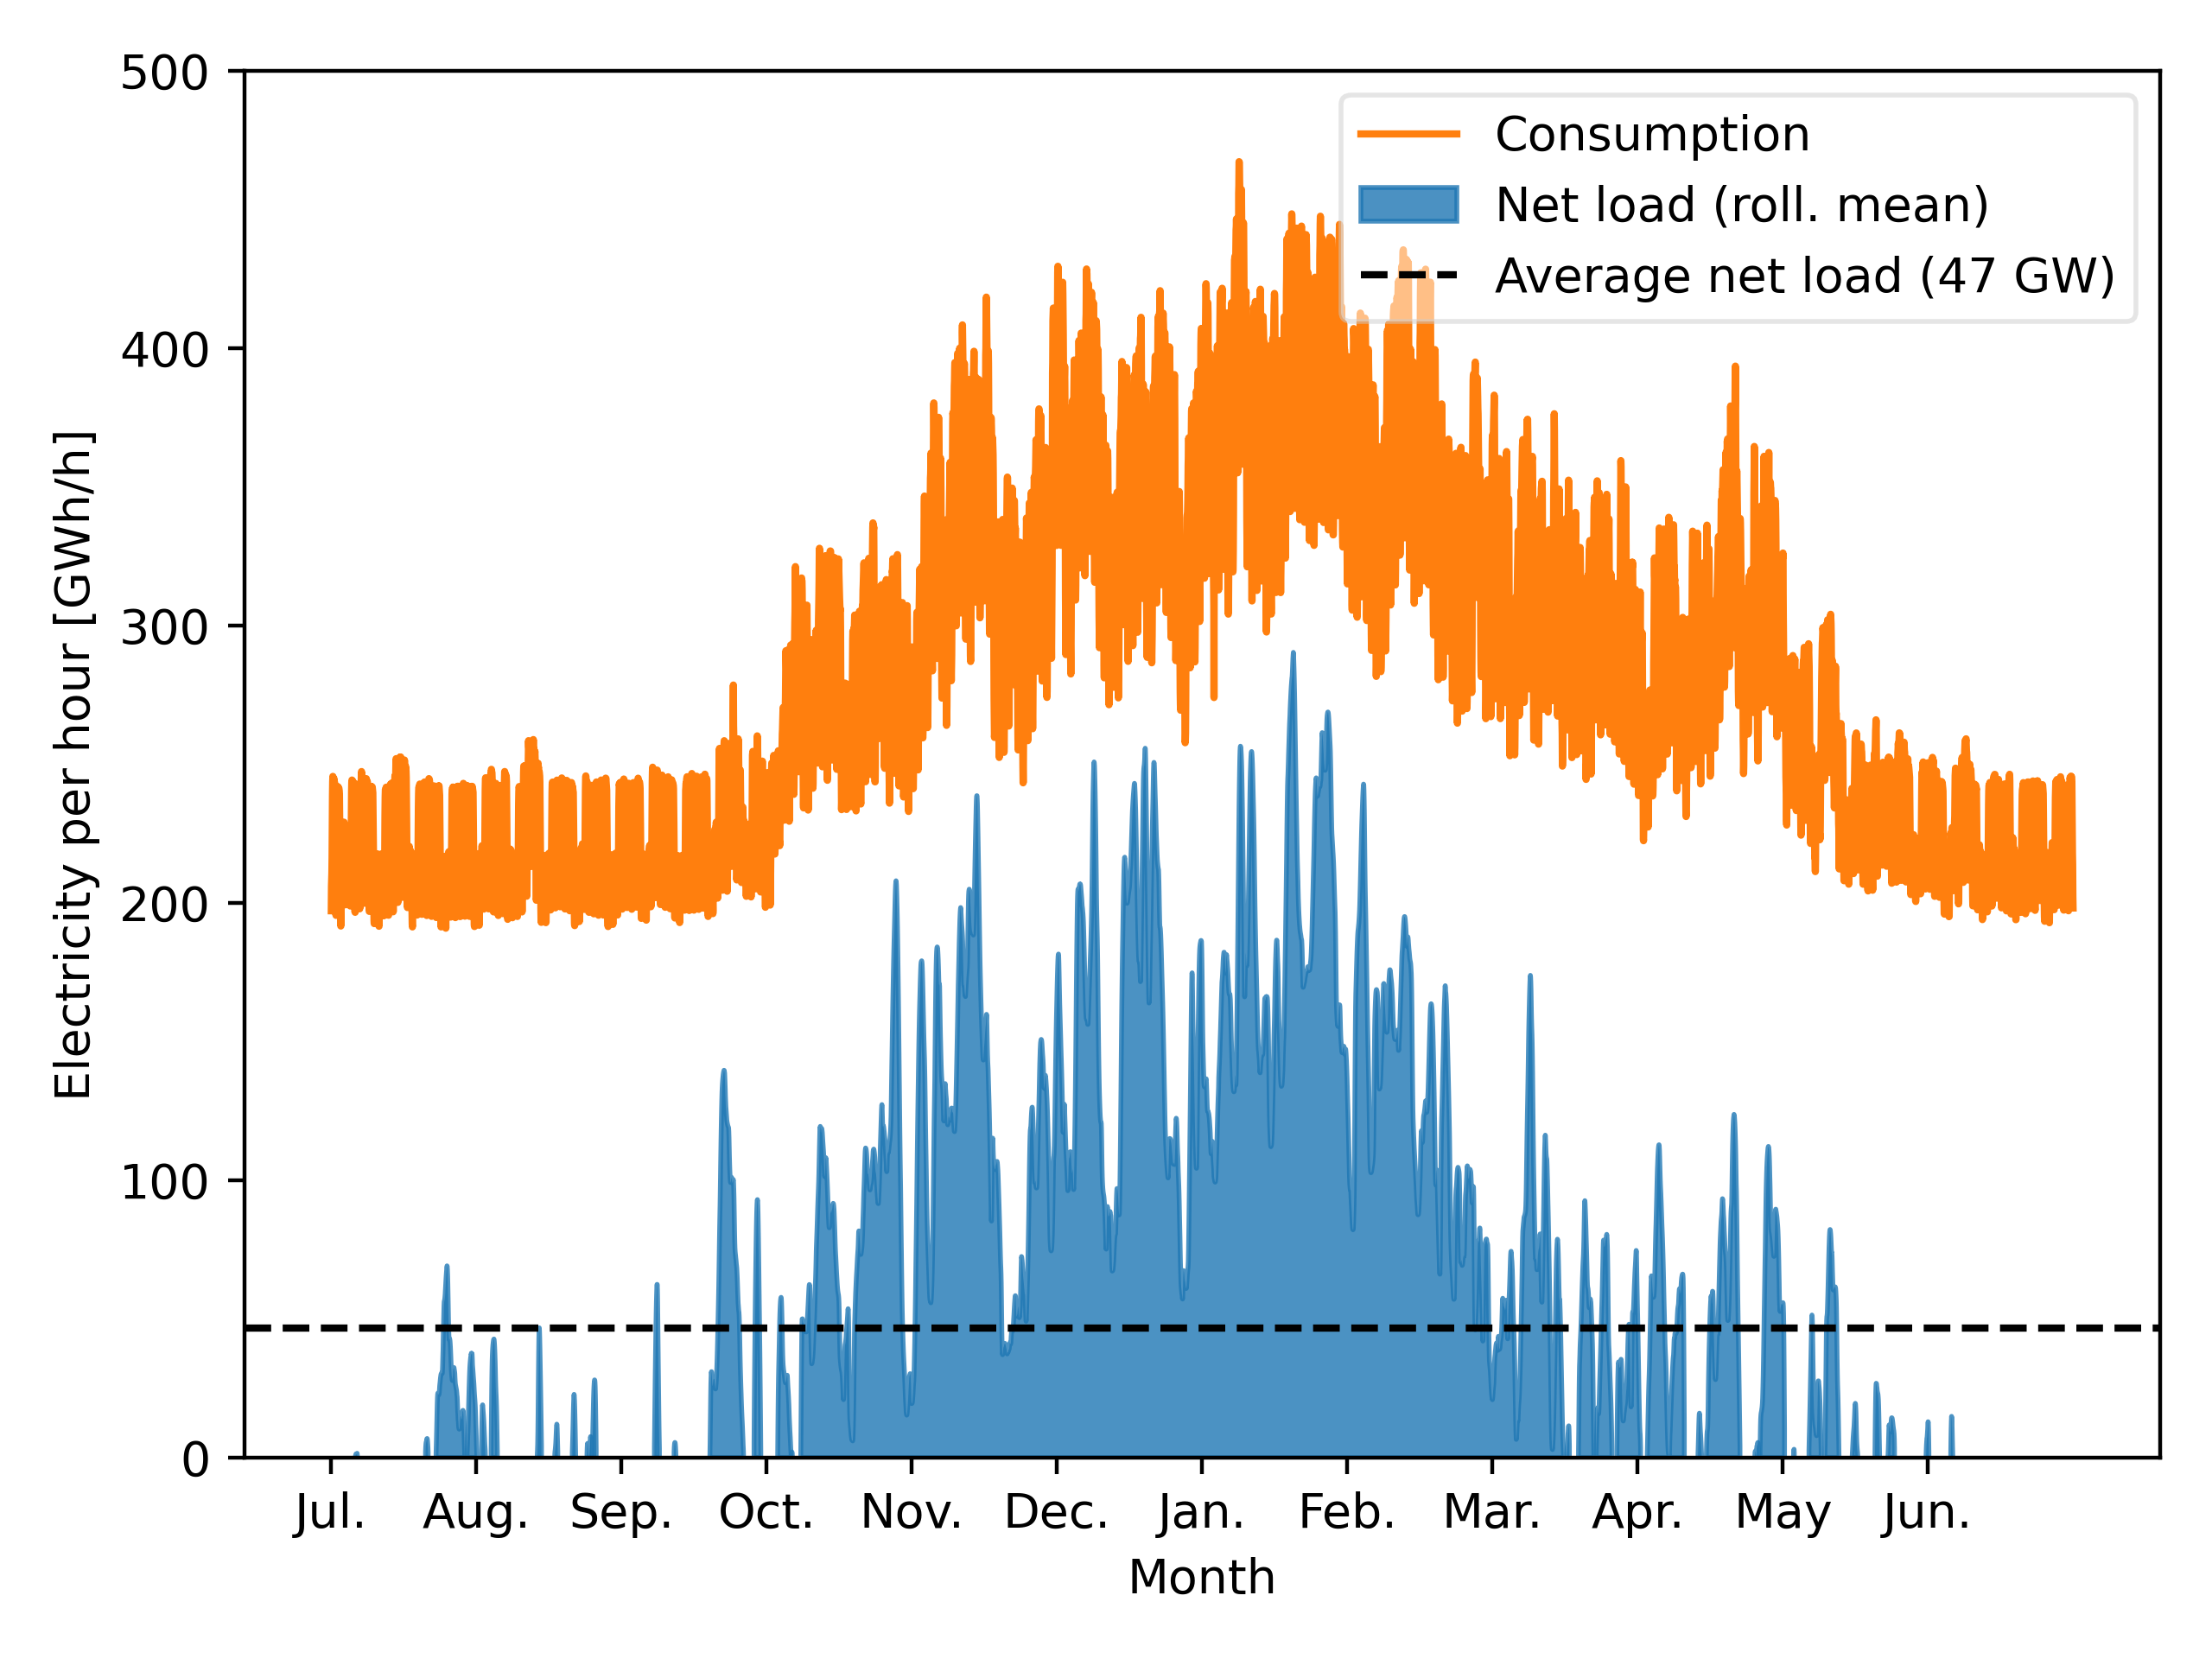 Electricity per hour [GWh/h]
500
400
300
200
100
0
Consumption
Net load (roll. mean)
Average net load (47 GW)
Jul. Aug. Sep. Oct. Nov. Dec. Jan. Feb. Mar. Apr. May Jun.
Month